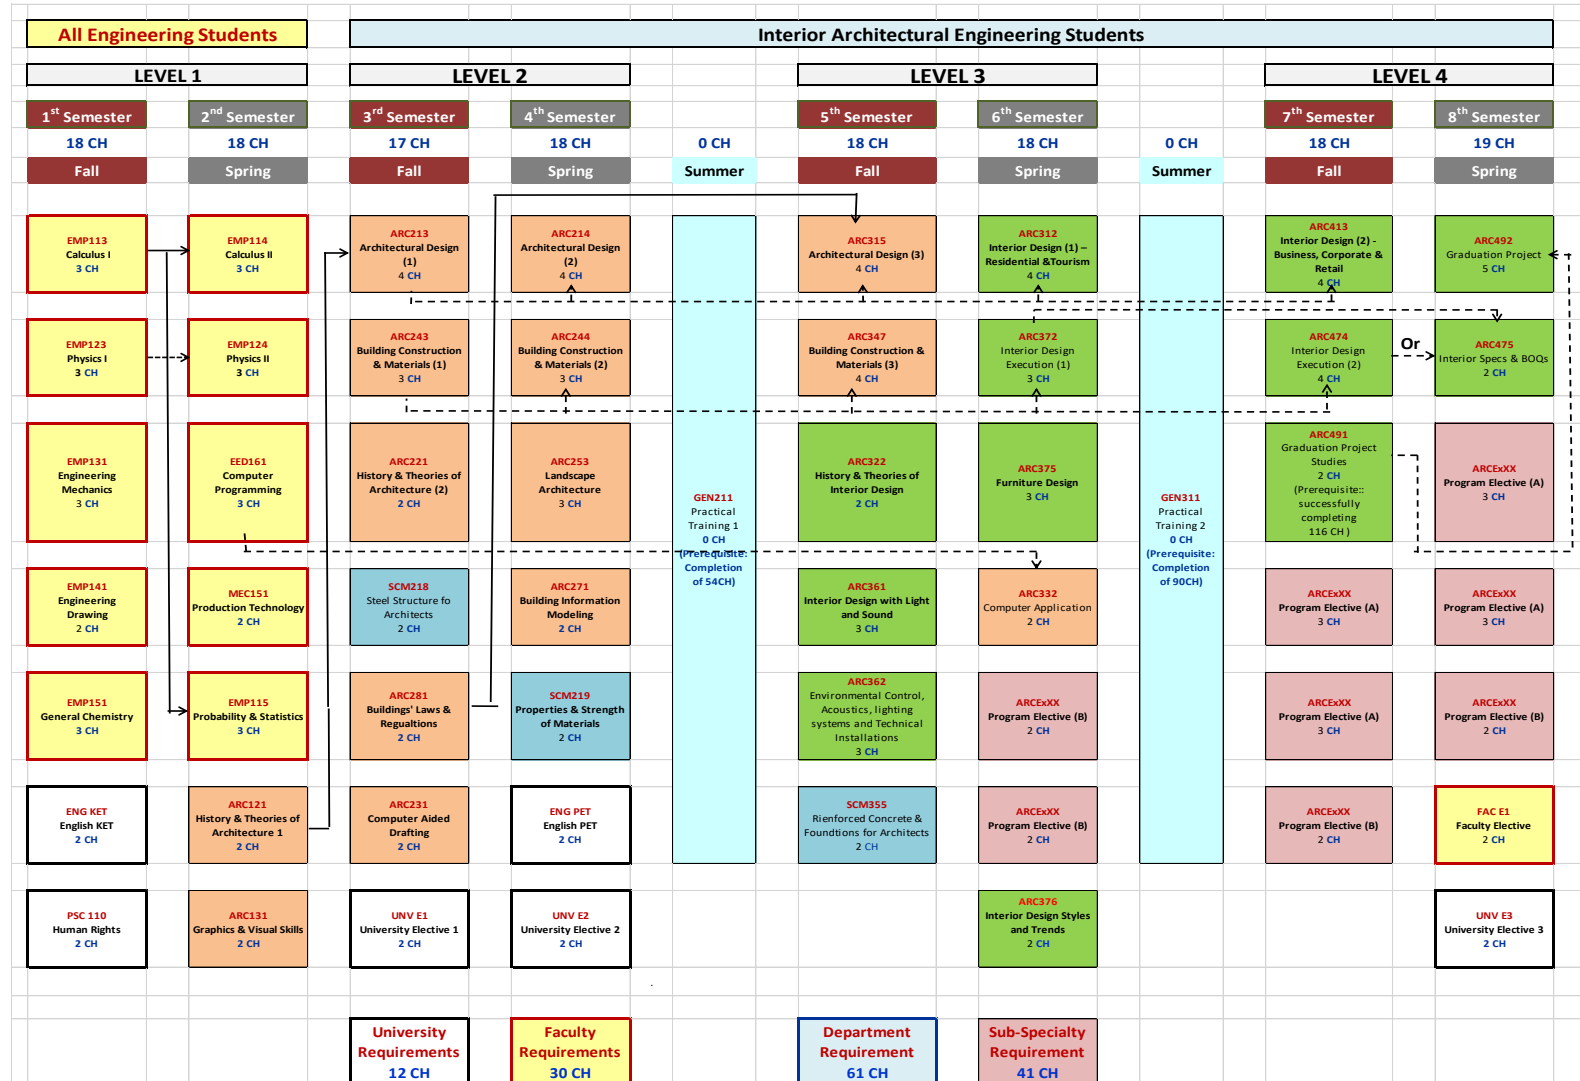 All Engineering Students
Interior Architectural Engineering Students
LEVEL 1
LEVEL 2
LEVEL 3
LEVEL 4
1st Semester
2nd Semester
3rd Semester
4th Semester
5th Semester
6th Semester
7th Semester
8th Semester
18 CH
18 CH
17 CH
18 CH
0 CH
18 CH
18 CH
0 CH
18 CH
19 CH
Fall
Spring
Fall
Spring
Summer
Fall
Spring
Summer
Fall
Spring
EMP113
Calculus I
3 CH
EMP114
Calculus II
3 CH
ARC213
Architectural Design
(1)
4 CH
ARC214
Architectural Design
(2)
4 CH
ARC315
Architectural Design (3)
4 CH
ARC312
Interior Design (1) –
Residential &Tourism
4 CH
ARC413
Interior Design (2) -
Business, Corporate &
Retail
4 CH
ARC492
Graduation Project
5 CH
EMP123
Physics I
3 CH
EMP124
Physics II
3 CH
ARC243
Building Construction
& Materials (1)
3 CH
ARC244
Building Construction
& Materials (2)
3 CH
ARC347
Building Construction &
Materials (3)
4 CH
ARC372
Interior Design
Execution (1)
3 CH
ARC474
Interior Design
Execution (2)
4 CH
Or
ARC475
Interior Specs & BOQs
2 CH
EMP131
Engineering
Mechanics
3 CH
EED161
Computer
Programming
3 CH
ARC221
History & Theories of
Architecture (2)
2 CH
ARC253
Landscape
Architecture
3 CH
GEN211
Practical
Training 1
0 CH
(Prerequisite:
Completion
of 54CH)
ARC322
History & Theories of
Interior Design
2 CH
ARC375
Furniture Design
3 CH
GEN311
Practical
Training 2
0 CH
(Prerequisite:
Completion
of 90CH)
ARC491
Graduation Project
Studies
2 CH
(Prerequisite::
successfully
completing
116 CH )
ARCExXX
Program Elective (A)
3 CH
EMP141
Engineering
Drawing
2 CH
MEC151
Production Technology
2 CH
SCM218
Steel Structure fo
Architects
2 CH
ARC271
Building Information
Modeling
2 CH
ARC361
Interior Design with Light
and Sound
3 CH
ARC332
Computer Application
2 CH
ARCExXX
Program Elective (A)
3 CH
ARCExXX
Program Elective (A)
3 CH
EMP151
General Chemistry
3 CH
EMP115
Probability & Statistics
3 CH
ARC281
Buildings' Laws &
Regualtions
2 CH
SCM219
Properties & Strength
of Materials
2 CH
ARC362
Environmental Control,
Acoustics, lighting
systems and Technical
Installations
3 CH
ARCExXX
Program Elective (B)
2 CH
ARCExXX
Program Elective (A)
3 CH
ARCExXX
Program Elective (B)
2 CH
ENG KET
English KET
2 CH
ARC121
History & Theories of
Architecture 1
2 CH
ARC231
Computer Aided
Drafting
2 CH
ENG PET
English PET
2 CH
SCM355
Rienforced Concrete &
Foundtions for Architects
2 CH
ARCExXX
Program Elective (B)
2 CH
ARCExXX
Program Elective (B)
2 CH
FAC E1
Faculty Elective
2 CH
PSC 110
Human Rights
2 CH
ARC131
Graphics & Visual Skills
2 CH
UNV E1
University Elective 1
2 CH
UNV E2
University Elective 2
2 CH
ARC376
Interior Design Styles
and Trends
2 CH
UNV E3
University Elective 3
2 CH
University
Requirements
12 CH
Faculty
Requirements
30 CH
Department
Requirement
61 CH
Sub-Specialty
Requirement
41 CH